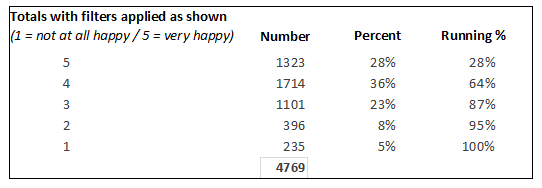 Totals with filters applied as shown
(1 = not at all happy / 5 = very happy) Number Percent Running %
5 1323 28% 28%
4 1714 36% 64%
3 1101 23% 87%
2 396 8% 95%
1 235 5% 100%
4769